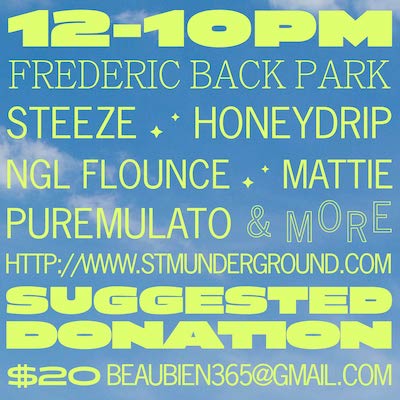 12-10PM
FREDERIC BACK PARK
STEEZE HONEYDRIP
NGL FLOUNCE MATTIE
PUREMULATO & MORE
HTTP://WWW.STMUNDERGROUND.COM
SUGGESTED
DONATION
$20 BEAUBIEN365@GMAIL.COM